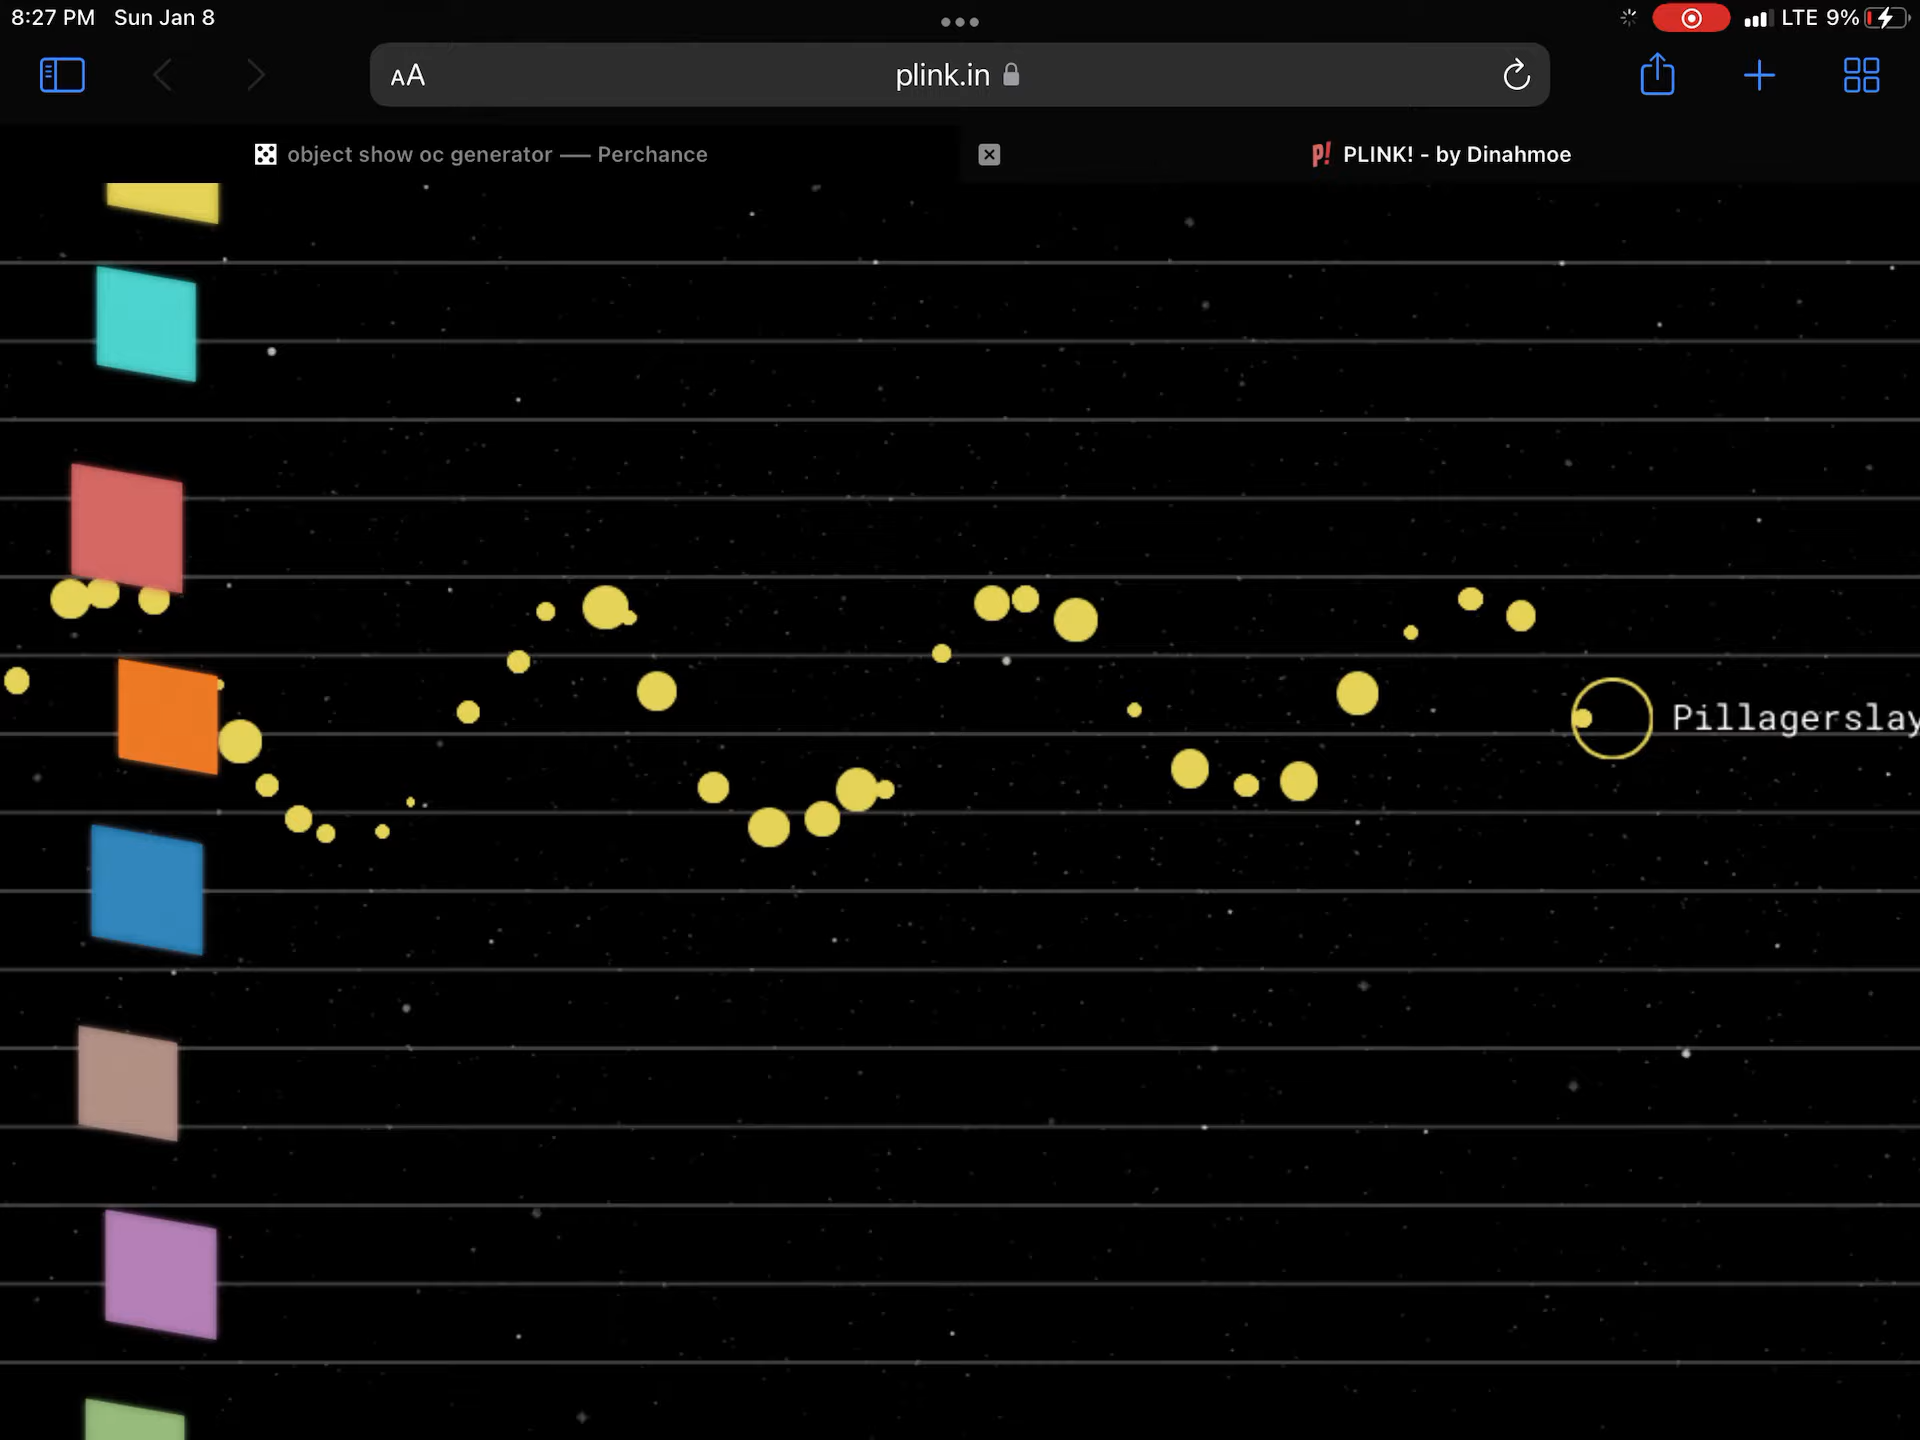 8:27 PM Sun Jan 8
LTE 9%
AA
plink.in
object show oc generator — Perchance
p! PLINK! - by Dinahmoe
Pillagerslay